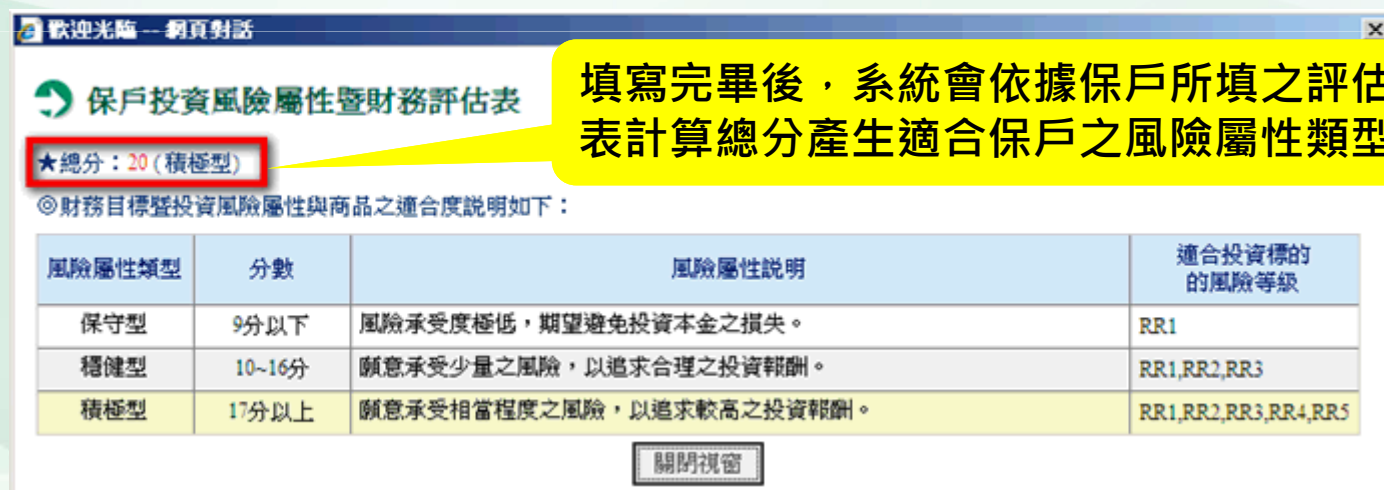 歡迎光臨 -- 網頁對話
填寫完畢後，系統會依據保戶所填之評估
表計算總分產生適合保戶之風險屬性類型
保戶投資風險屬性暨財務評估表
★總分：20 (積極型)
◎財務目標暨投資風險屬性與商品之適合度說明如下：
風險屬性類型 分數 風險屬性說明 適合投資標的
的風險等級
保守型 9分以下 風險承受度極低，期望避免投資本金之損失。 RR1
穩健型 10~16分 願意承受少量之風險，以追求合理之投資報酬。 RR1,RR2,RR3
積極型 17分以上 願意承受相當程度之風險，以追求較高之投資報酬。 RR1,RR2,RR3,RR4,RR5
關閉視窗